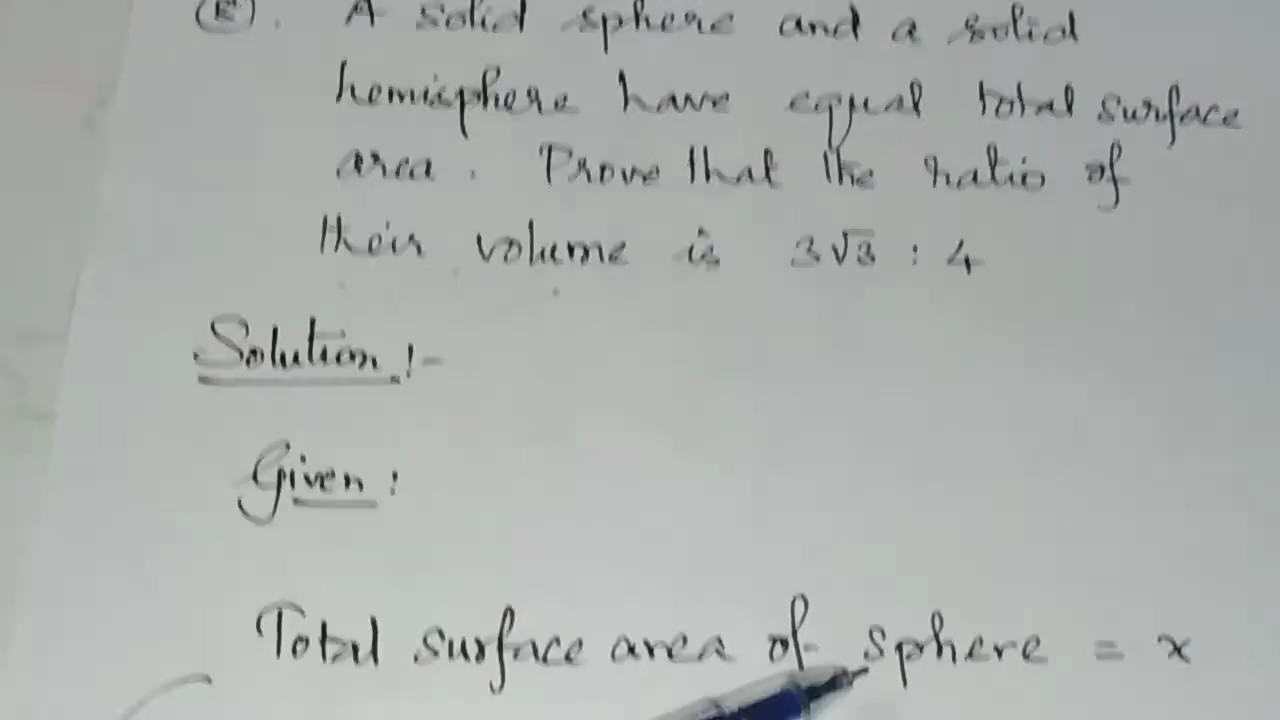 A solid sphere and a solid
hemisphere have equal total surface
area. Prove that the ratio of
their volume is 3√3 : 4
Solution :-
Given :
Total surface area of sphere = x